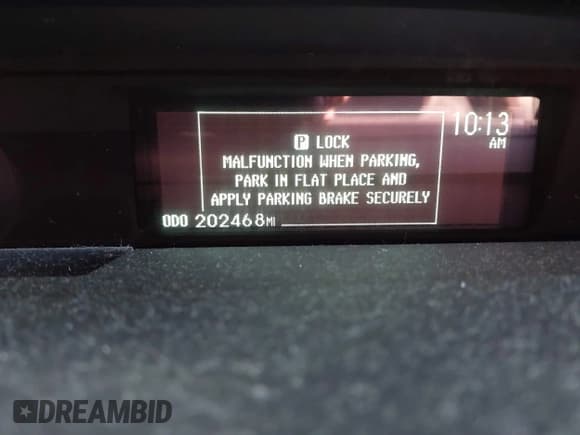 P LOCK
MALFUNCTION WHEN PARKING,
PARK IN FLAT PLACE AND
APPLY PARKING BRAKE SECURELY
10:13
AM
ODO 202468MI
DREAMBID